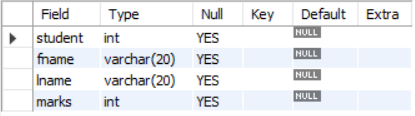 Field Type Null Key Default Extra
student int YES NULL
fname varchar(20) YES NULL
lname varchar(20) YES NULL
marks int YES NULL